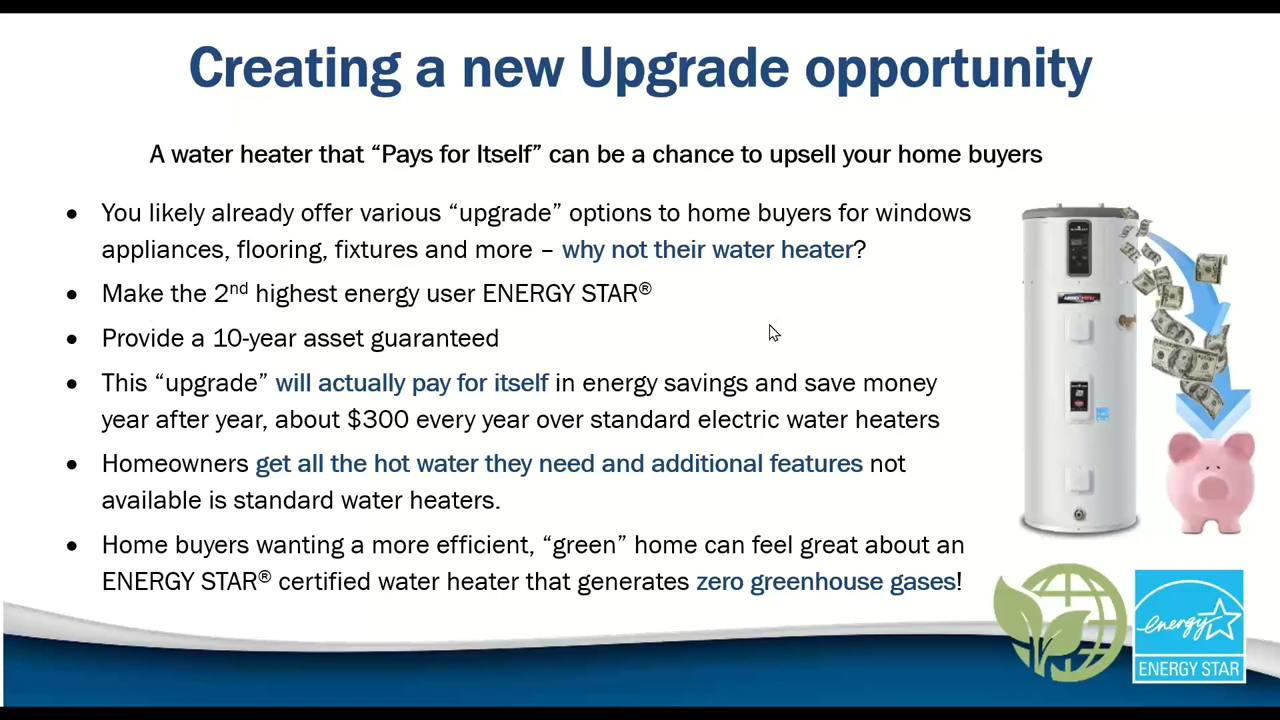 Creating a new Upgrade opportunity
A water heater that “Pays for Itself” can be a chance to upsell your home buyers
● You likely already offer various “upgrade” options to home buyers for windows
appliances, flooring, fixtures and more – why not their water heater?
● Make the 2nd highest energy user ENERGY STAR®
● Provide a 10-year asset guaranteed
● This “upgrade” will actually pay for itself in energy savings and save money
year after year, about $300 every year over standard electric water heaters
● Homeowners get all the hot water they need and additional features not
available is standard water heaters.
● Home buyers wanting a more efficient, “green” home can feel great about an
ENERGY STAR® certified water heater that generates zero greenhouse gases!
energy
ENERGY STAR